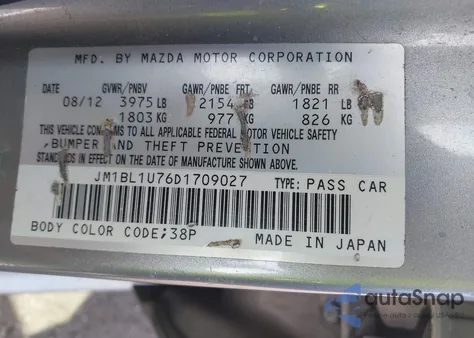 MFD. BY MAZDA MOTOR CORPORATION
DATE GVWR/PNBV GAWR/PNBE FRT GAWR/PNBE RR
08/12 3975 LB 2154 LB 1821 LB
1803 KG 977 KG 826 KG
THIS VEHICLE CONFORMS TO ALL APPLICABLE FEDERAL MOTOR VEHICLE SAFETY
,BUMPER AND THEFT PREVENTION
STANDARDS IN EFFECT ON THE DATE OF MANUFACTURE SHOWN ABOVE.
JM1BL1U76D1709027 TYPE: PASS CAR
BODY COLOR CODE;38P MADE IN JAPAN
autoSnap